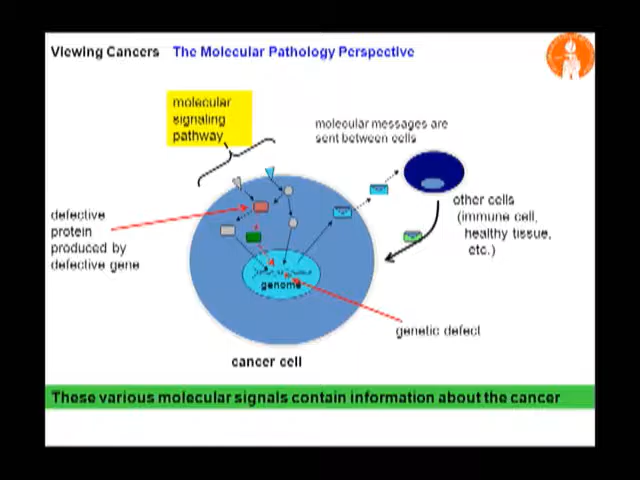 Viewing Cancers The Molecular Pathology Perspective
molecular
signaling
pathway
molecular messages are
sent between cells
other cells
(immune cell,
healthy tissue,
etc.)
defective
protein
produced by
defective gene
genome
genetic defect
cancer cell
These various molecular signals contain information about the cancer